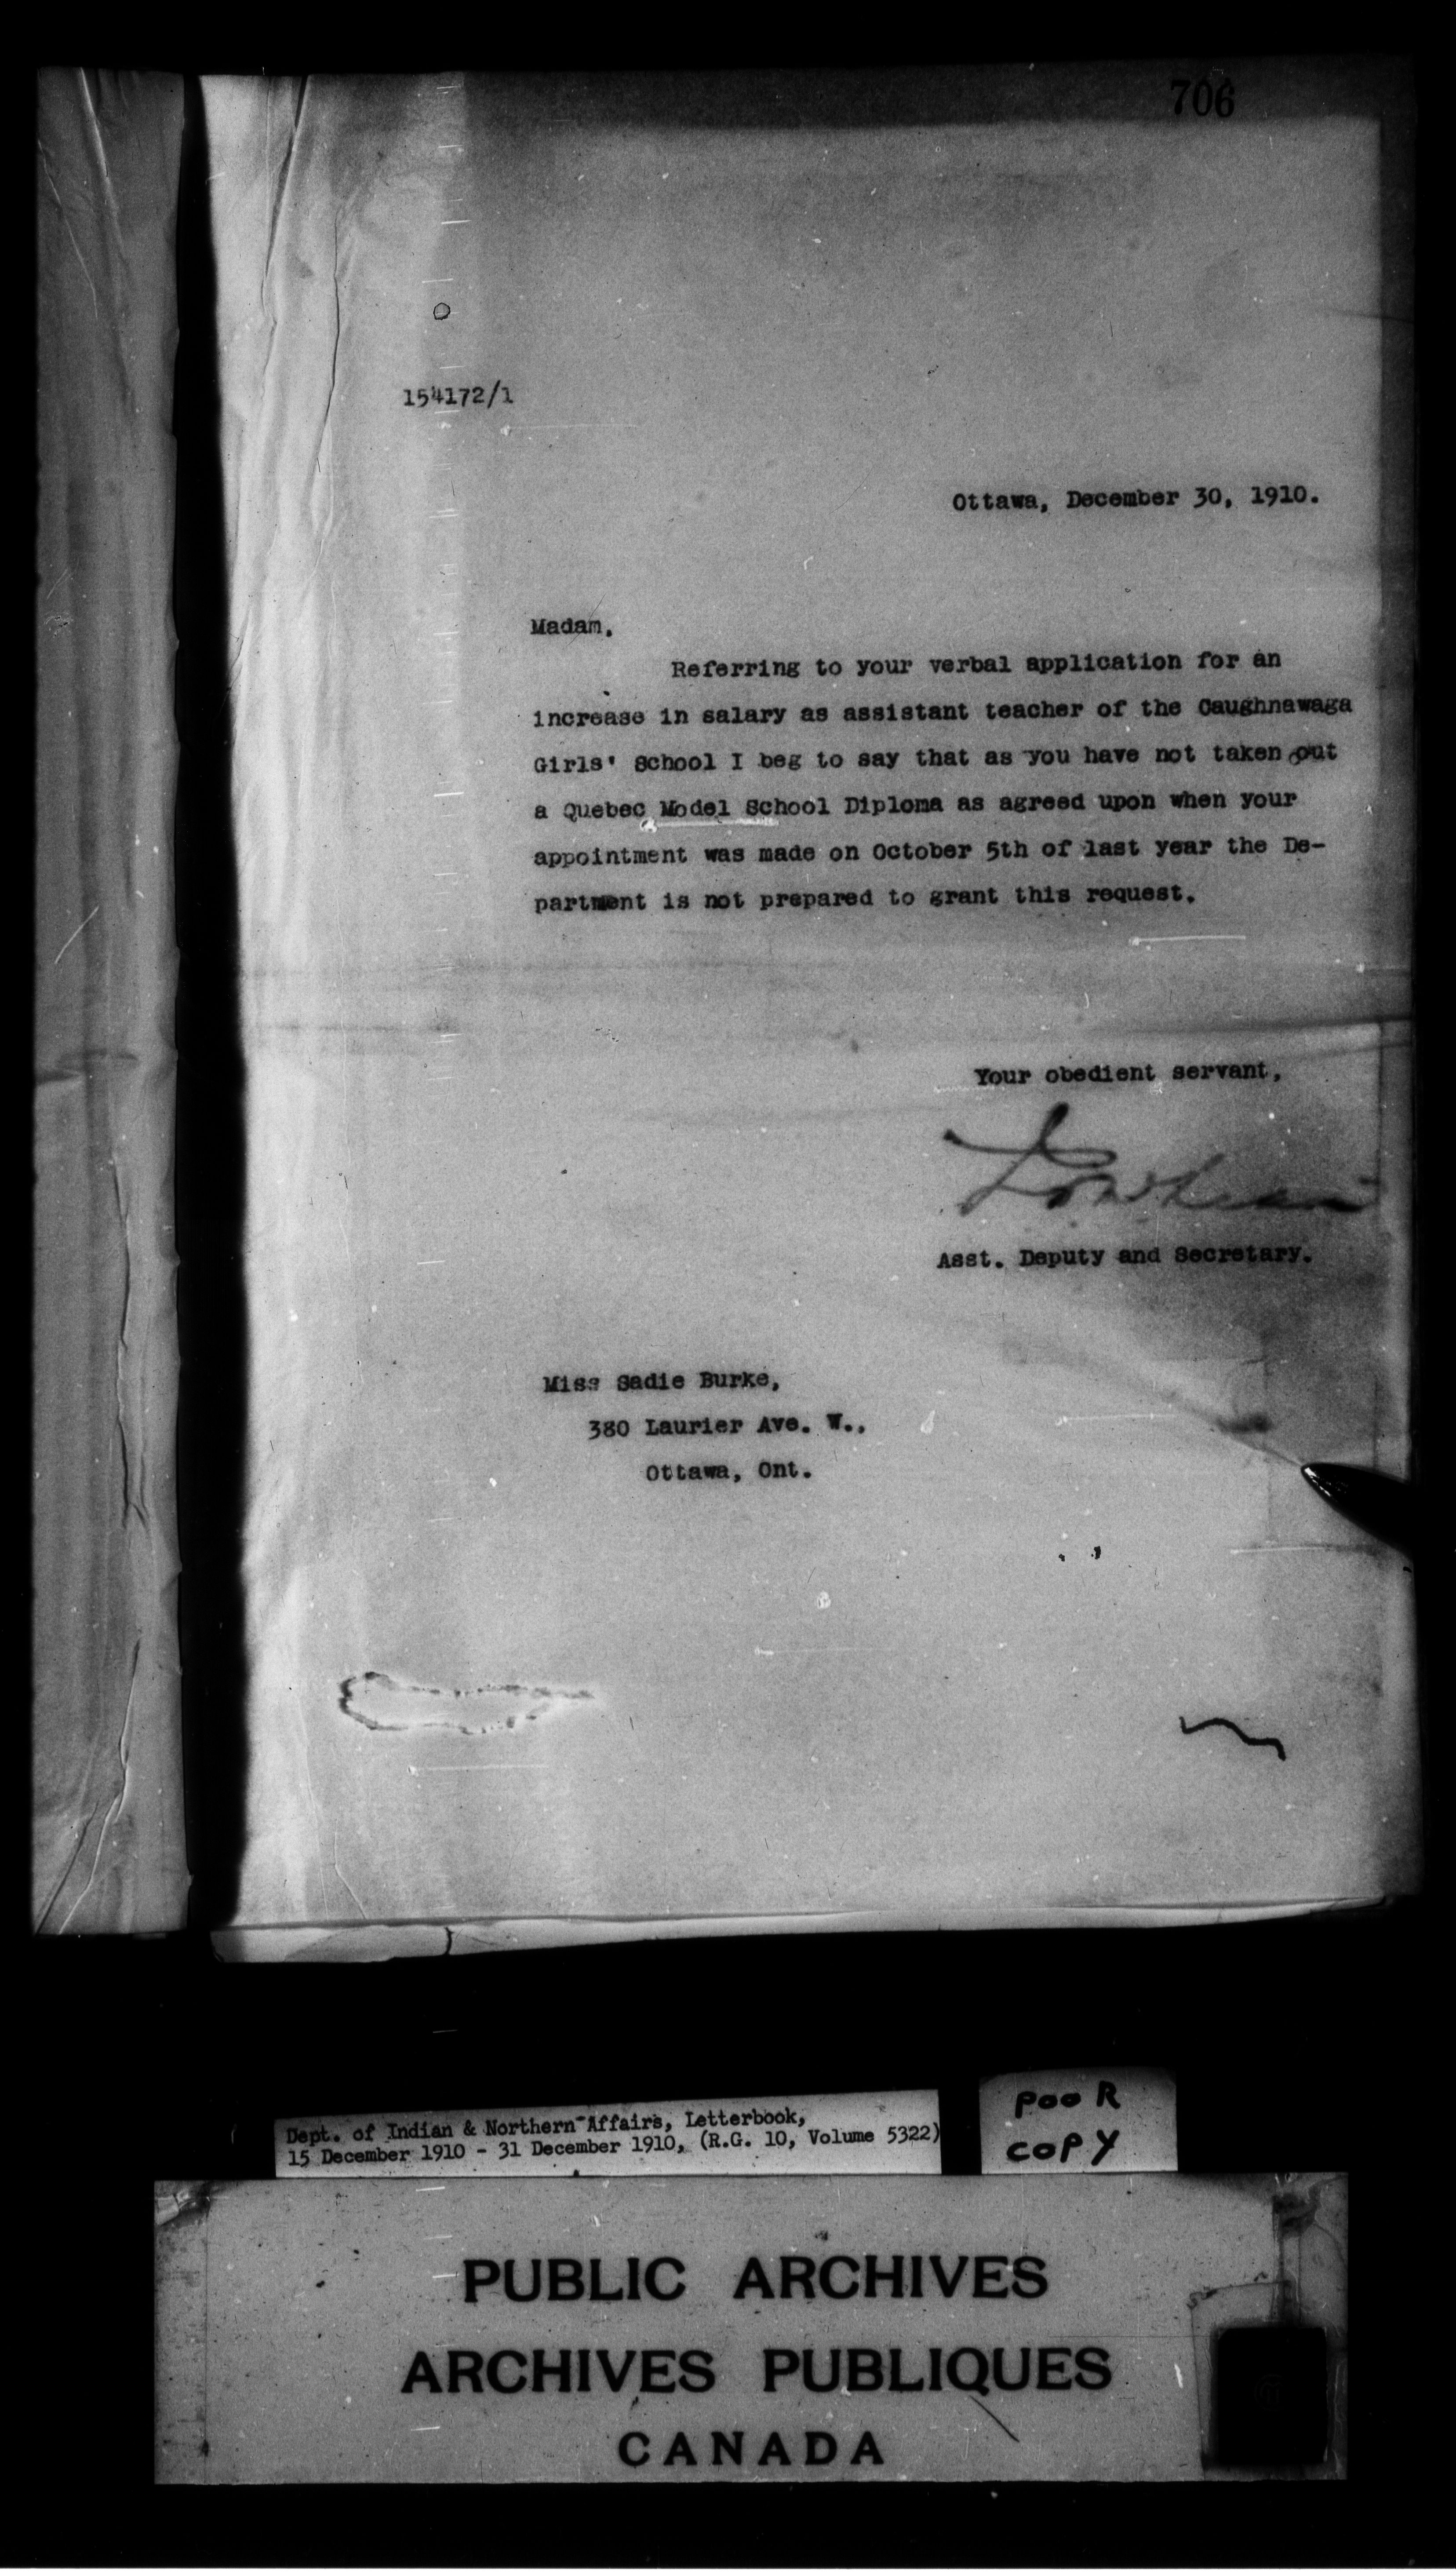 706
154172/1
Ottawa, December 30, 1910.
Madam,
Referring to your verbal application for an
increase in salary as assistant teacher of the Caughnawaga
Girls' School I beg to say that as you have not taken out
a Quebec Model School Diploma as agreed upon when your
appointment was made on October 5th of last year the De-
partment is not prepared to grant this request.
Your obedient servant,
Asst. Deputy and Secretary.
Miss Sadie Burke,
380 Laurier Ave. W.,
Ottawa, Ont.
Dept. of Indian & Northern Affairs, Letterbook,
15 December 1910 - 31 December 1910, (R.G. 10, Volume 5322)
POOR
COPY
PUBLIC ARCHIVES
ARCHIVES PUBLIQUES
CANADA